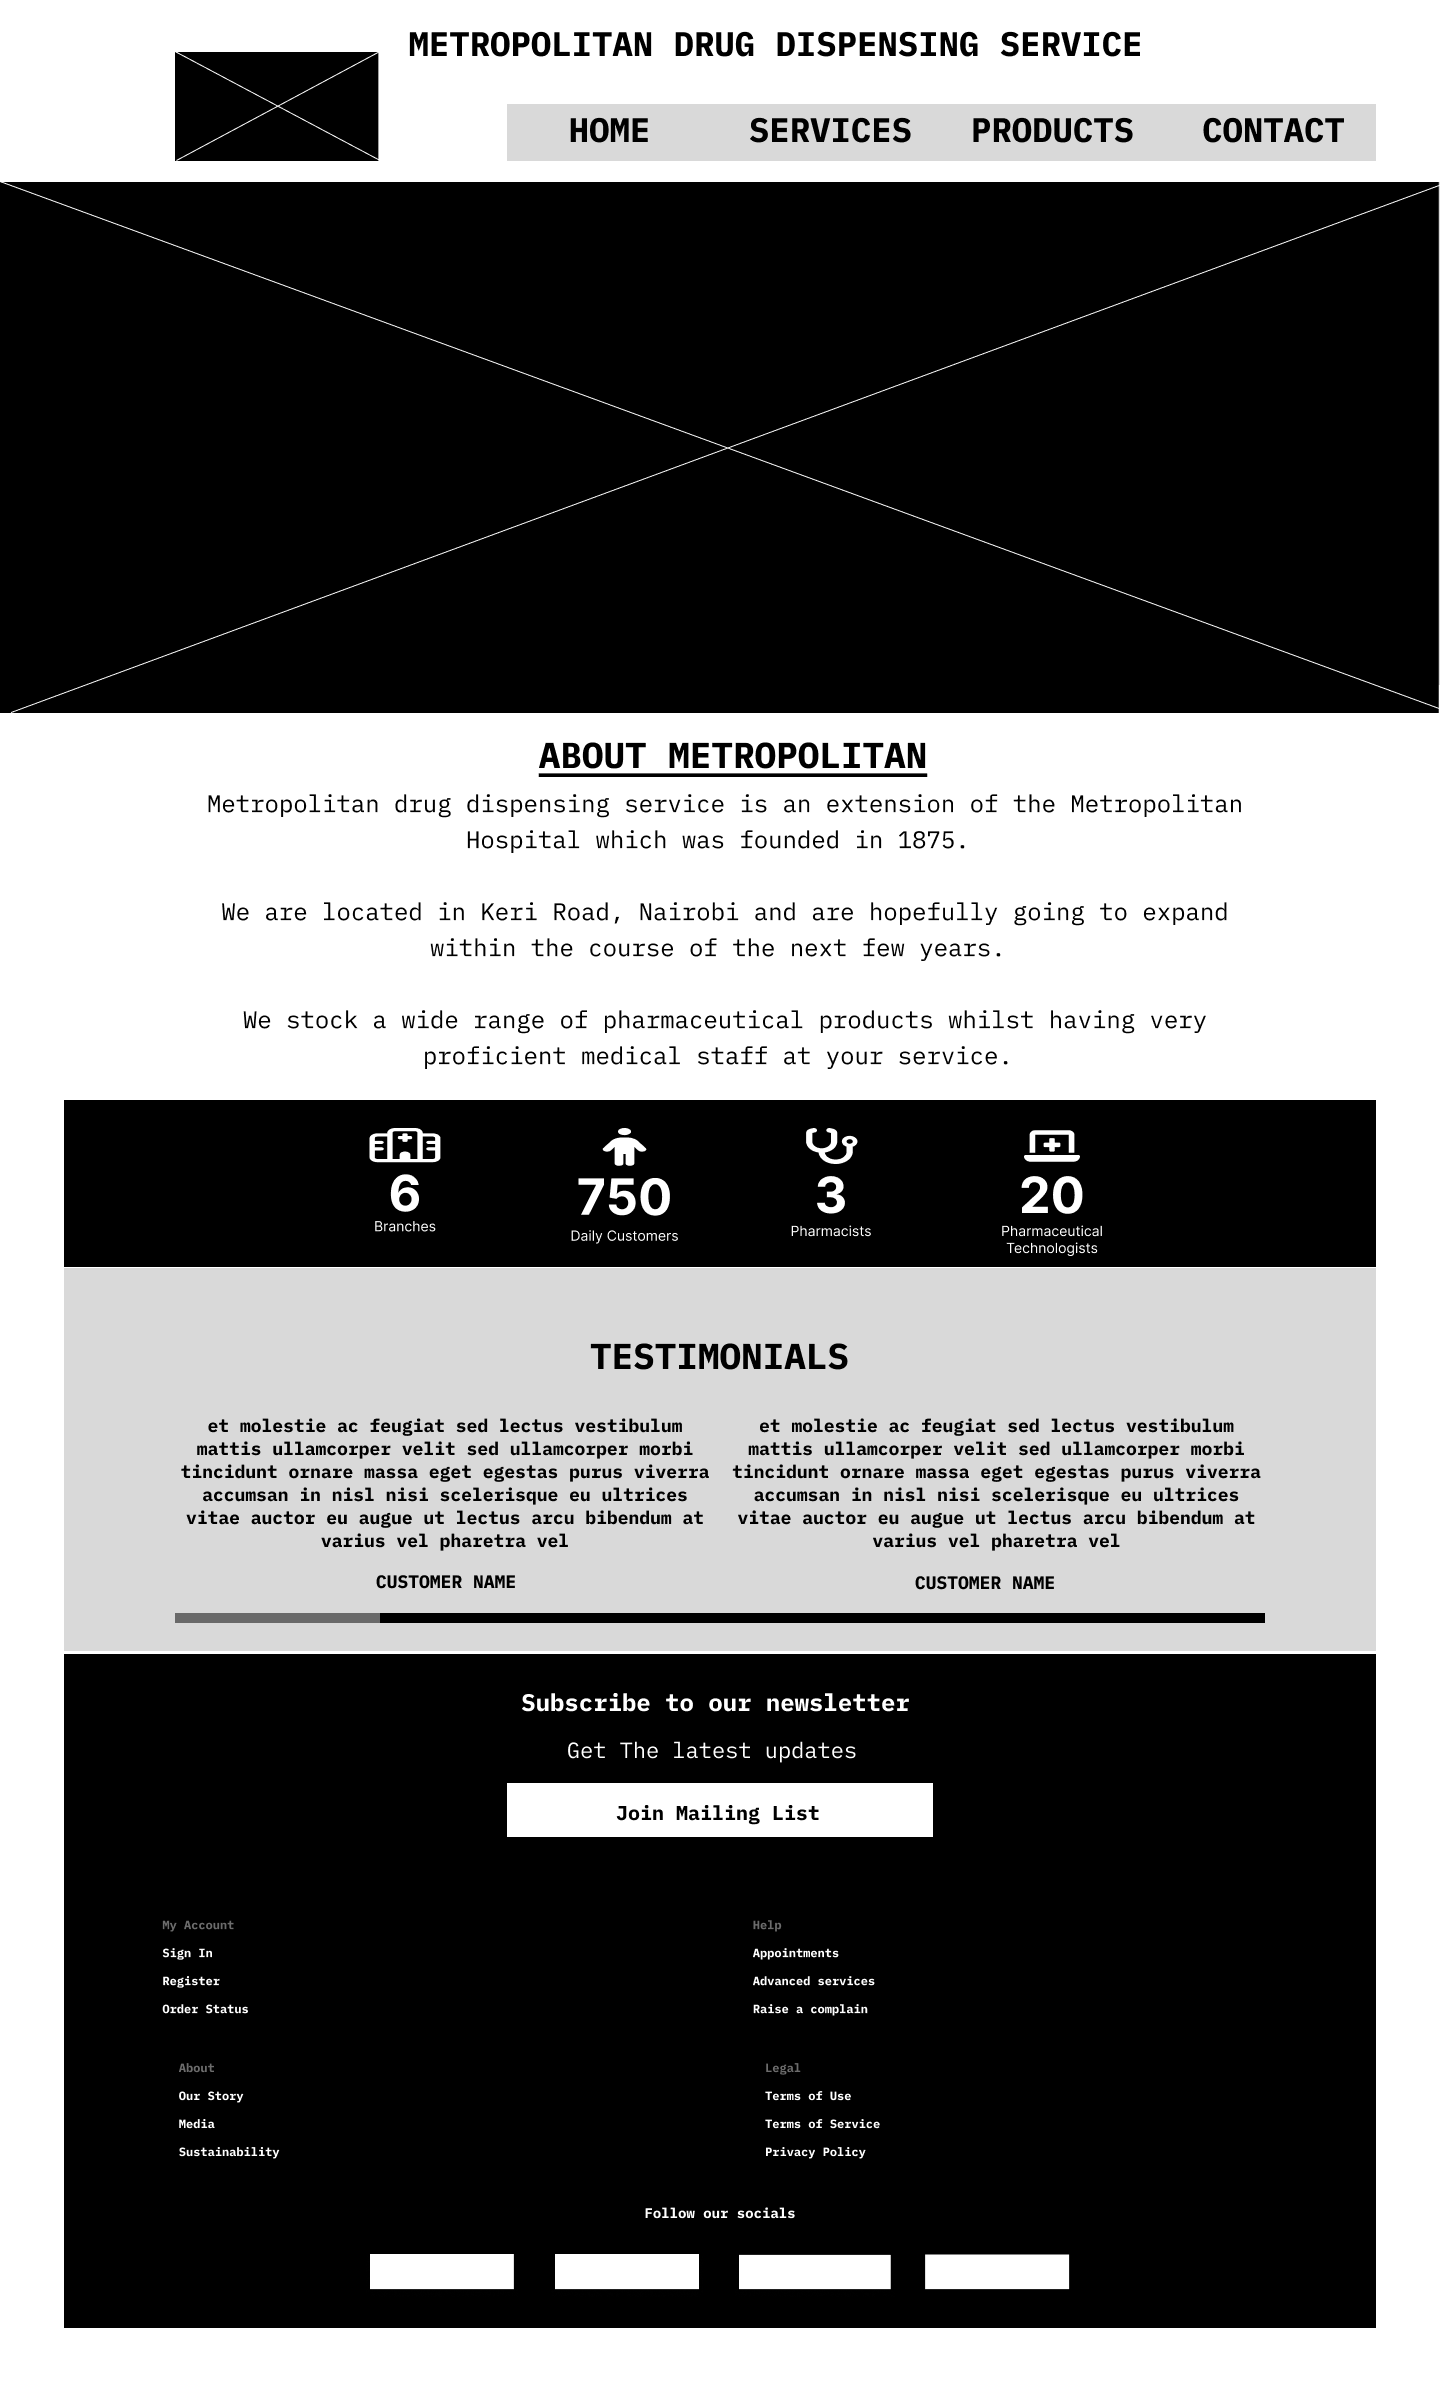 METROPOLITAN DRUG DISPENSING SERVICE
HOME SERVICES PRODUCTS CONTACT
ABOUT METROPOLITAN
Metropolitan drug dispensing service is an extension of the Metropolitan
Hospital which was founded in 1875.
We are located in Keri Road, Nairobi and are hopefully going to expand
within the course of the next few years.
We stock a wide range of pharmaceutical products whilst having very
proficient medical staff at your service.
6
Branches
750
Daily Customers
3
Pharmacists
20
Pharmaceutical
Technologists
TESTIMONIALS
et molestie ac feugiat sed lectus vestibulum
mattis ullamcorper velit sed ullamcorper morbi
tincidunt ornare massa eget egestas purus viverra
accumsan in nisl nisi scelerisque eu ultrices
vitae auctor eu augue ut lectus arcu bibendum at
varius vel pharetra vel
CUSTOMER NAME
et molestie ac feugiat sed lectus vestibulum
mattis ullamcorper velit sed ullamcorper morbi
tincidunt ornare massa eget egestas purus viverra
accumsan in nisl nisi scelerisque eu ultrices
vitae auctor eu augue ut lectus arcu bibendum at
varius vel pharetra vel
CUSTOMER NAME
Subscribe to our newsletter
Get The latest updates
Join Mailing List
My Account
Sign In
Register
Order Status
Help
Appointments
Advanced services
Raise a complain
About
Our Story
Media
Sustainability
Legal
Terms of Use
Terms of Service
Privacy Policy
Follow our socials